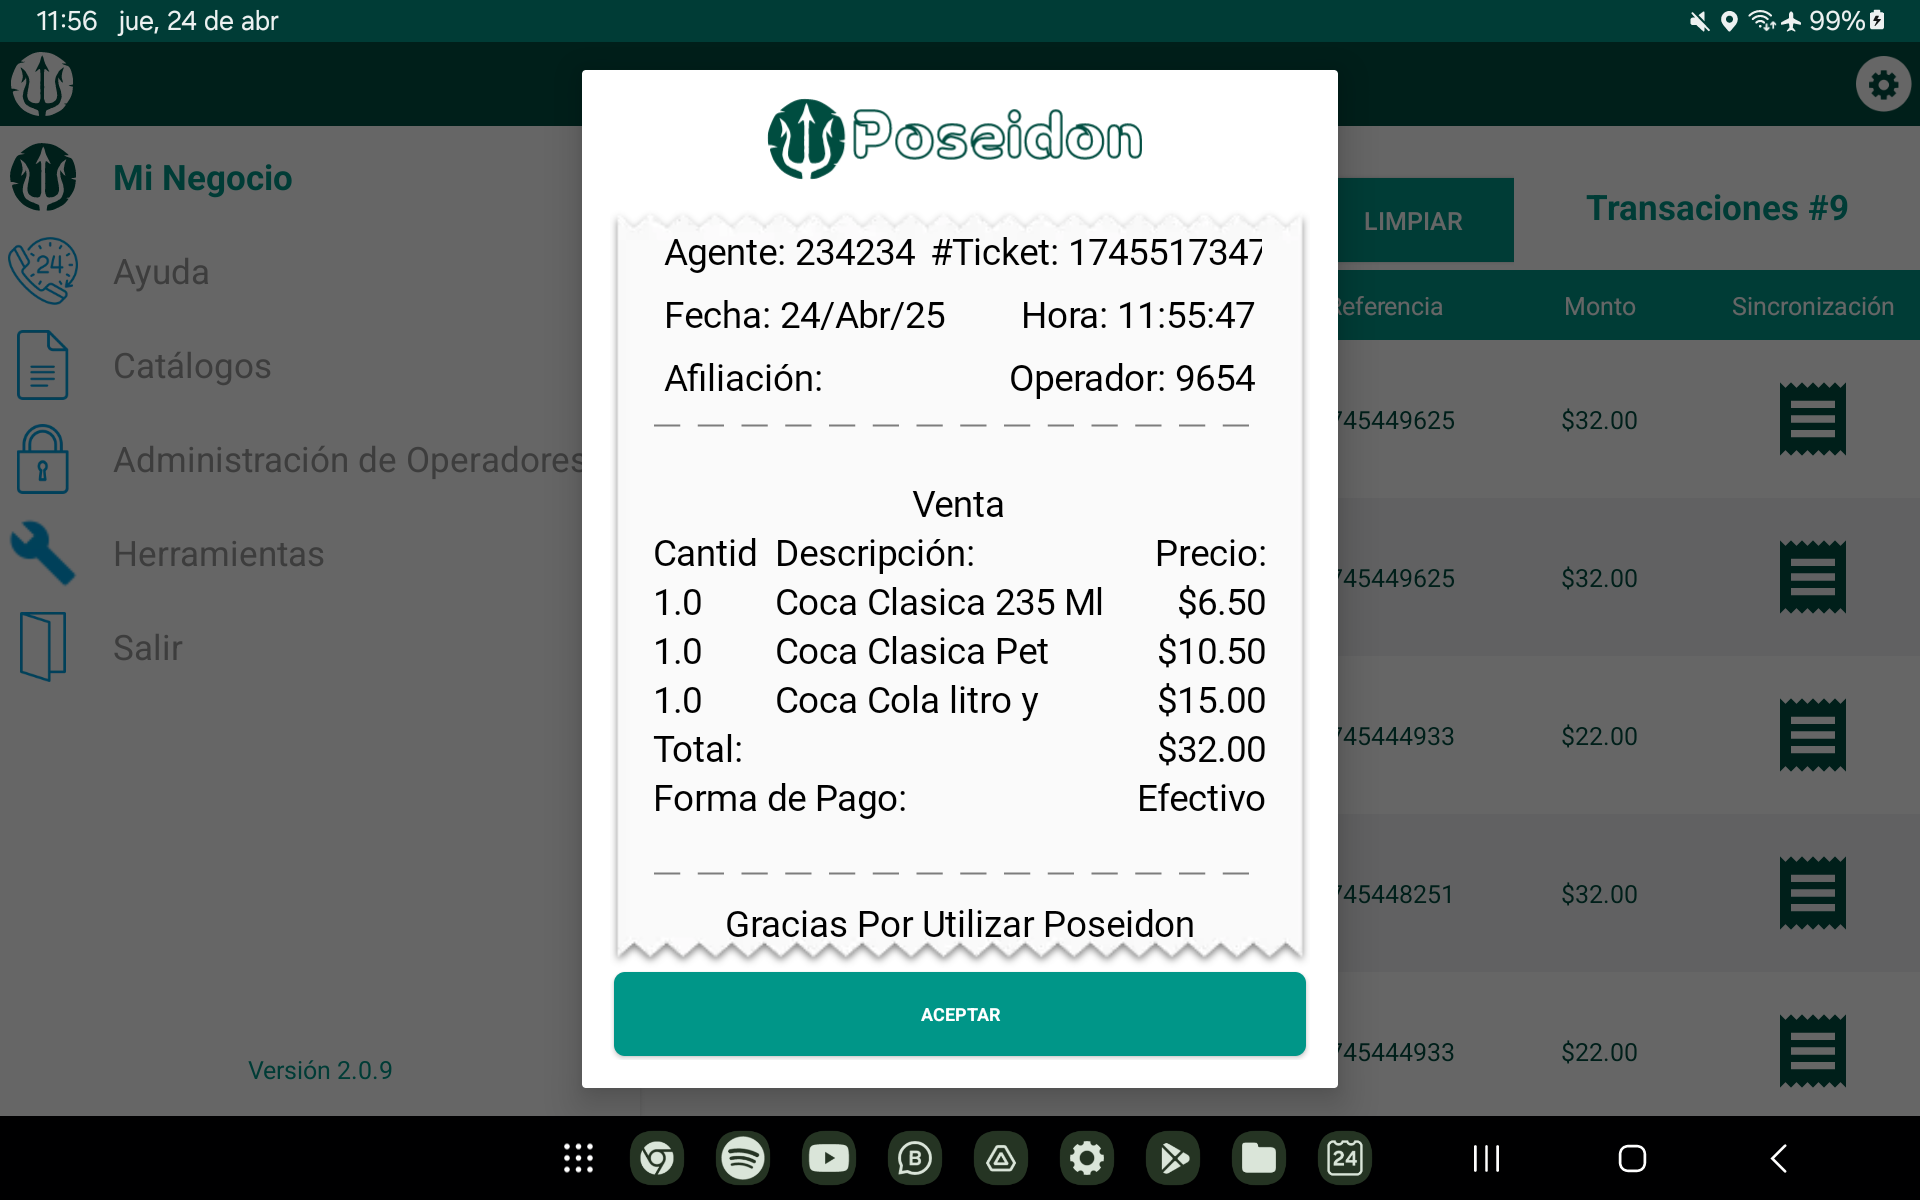 11:56 jue, 24 de abr
99%
Mi Negocio
Ayuda
24
Catálogos
Administración de Operadores
Herramientas
Salir
Versión 2.0.9
Poseidon
Agente: 234234 #Ticket: 1745517347
Fecha: 24/Abr/25 Hora: 11:55:47
Afiliación: Operador: 9654
Venta
Cantid Descripción: Precio:
1.0 Coca Clasica 235 Ml $6.50
1.0 Coca Clasica Pet $10.50
1.0 Coca Cola litro y $15.00
Total: $32.00
Forma de Pago: Efectivo
Gracias Por Utilizar Poseidon
ACEPTAR
LIMPIAR
Transaciones #9
Referencia Monto Sincronización
745449625 $32.00
745449625 $32.00
745444933 $22.00
745448251 $32.00
745444933 $22.00
B
24